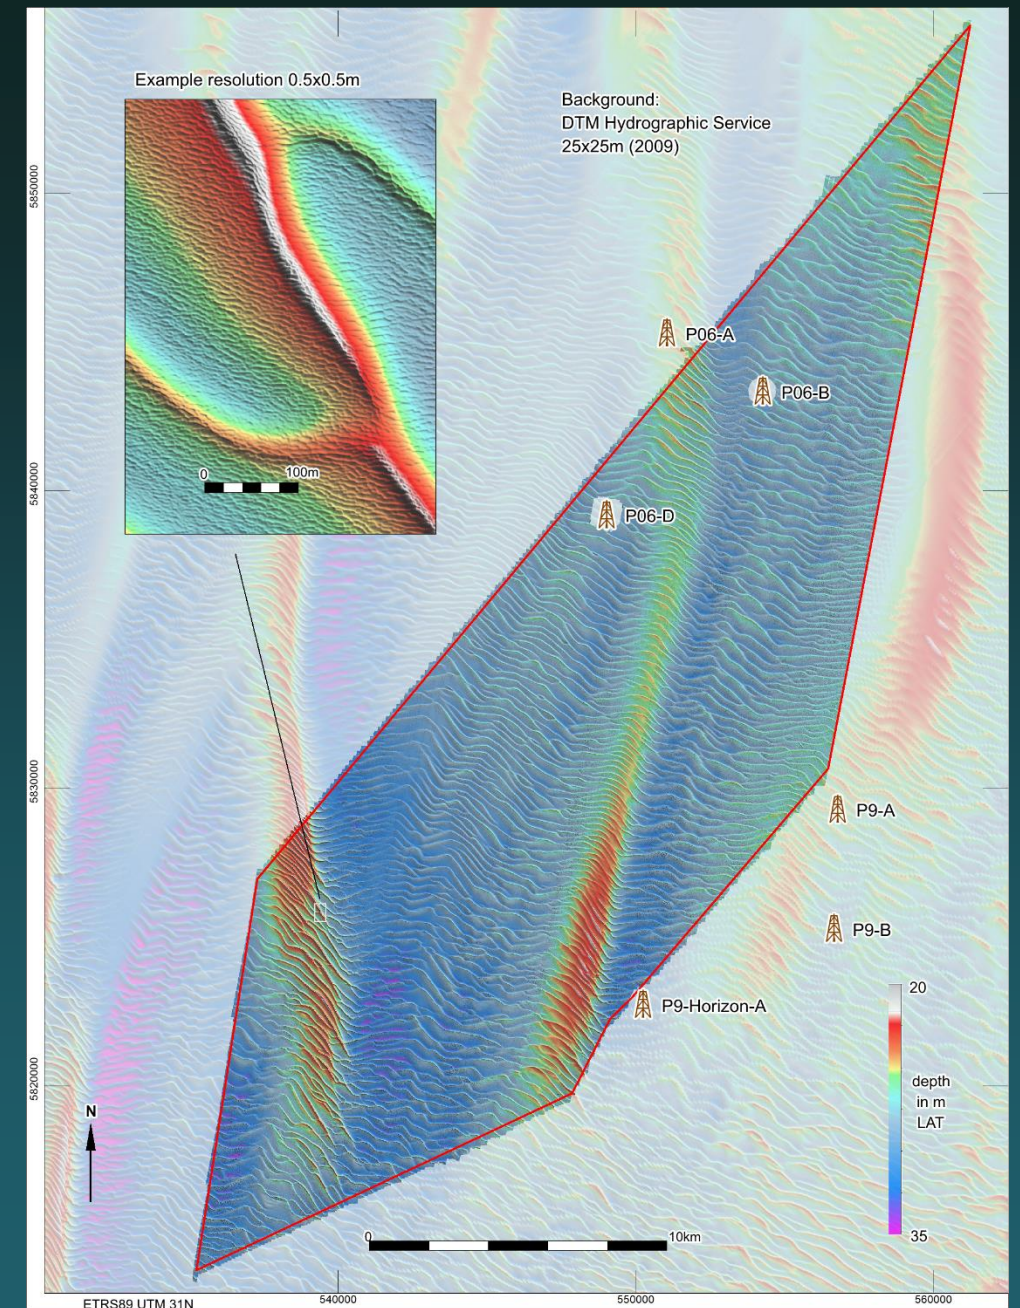 Example resolution 0.5x0.5m
Background:
DTM Hydrographic Service
25x25m (2009)
5850000
P06-A
P06-B
0
100m
5840000
P06-D
5830000
P9-A
P9-B
20
P9-Horizon-A
5820000
depth
in m
LAT
N
0
10km
35
540000
550000
560000
ETRS89 UTM 31N